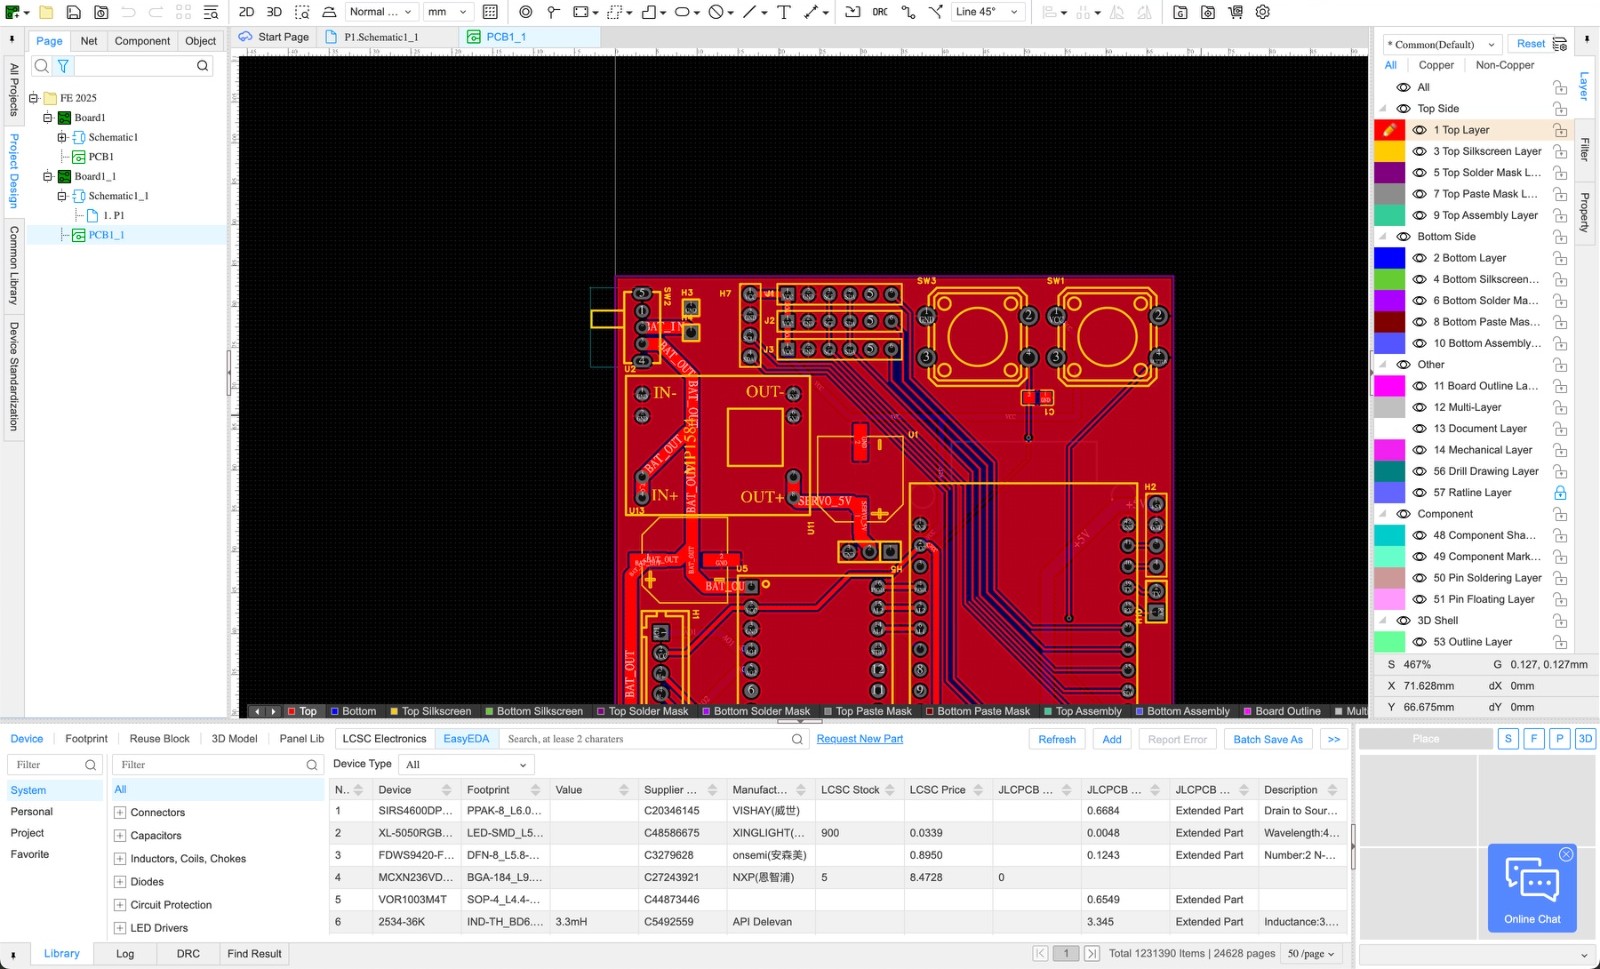 2D
3D
Normal ...
mm
DRC
Line 45°
Page
Net
Component
Object
Start Page
P1.Schematic1_1
PCB1_1
All Projects
Project Design
Common Library
Device Standardization
FE 2025
Board1
Schematic1
PCB1
Board1_1
Schematic1_1
1. P1
PCB1_1
SW2
H3
H7
J1
J2
J3
SW3
SW1
BAT_IN
BAT_OUT
U2
IN-
OUT-
IN+
OUT+
BAT_OUT
BAT_OUT
BAT_OUT
SERVO_5V
U1
C1
H2
U13
U11
+5V
GND
VCC
BAT_OUT
BAT_OU
U5
H5
H1
BAT_OUT
Top
Bottom
Top Silkscreen
Bottom Silkscreen
Top Solder Mask
Bottom Solder Mask
Top Paste Mask
Bottom Paste Mask
Top Assembly
Bottom Assembly
Board Outline
Multi
* Common(Default)
Reset
All
Copper
Non-Copper
Layer
Filter
Property
All
Top Side
1 Top Layer
3 Top Silkscreen Layer
5 Top Solder Mask L...
7 Top Paste Mask L...
9 Top Assembly Layer
Bottom Side
2 Bottom Layer
4 Bottom Silkscreen...
6 Bottom Solder Ma...
8 Bottom Paste Mas...
10 Bottom Assembly...
Other
11 Board Outline La...
12 Multi-Layer
13 Document Layer
14 Mechanical Layer
56 Drill Drawing Layer
57 Ratline Layer
Component
48 Component Sha...
49 Component Mark...
50 Pin Soldering Layer
51 Pin Floating Layer
3D Shell
53 Outline Layer
S 467% G 0.127, 0.127mm
X 71.628mm dX 0mm
Y 66.675mm dY 0mm
Device
Footprint
Reuse Block
3D Model
Panel Lib
LCSC Electronics
EasyEDA
Search, at lease 2 charaters
Request New Part
Refresh
Add
Report Error
Batch Save As
>>
Place
S
F
P
3D
Filter
Filter
Device Type
All
System
Personal
Project
Favorite
All
Connectors
Capacitors
Inductors, Coils, Chokes
Diodes
Circuit Protection
LED Drivers
N.. Device Footprint Value Supplier ... Manufact... LCSC Stock LCSC Price JLCPCB ... JLCPCB ... JLCPCB ... Description
1 SIRS4600DP... PPAK-8_L6.0... C20346145 VISHAY(威世) 0.6684 Extended Part Drain to Sour...
2 XL-5050RGB... LED-SMD_L5... C48586675 XINGLIGHT(... 900 0.0339 0.0048 Extended Part Wavelength:4...
3 FDWS9420-F... DFN-8_L5.8-... C3279628 onsemi(安森美) 0.8950 0.1243 Extended Part Number:2 N-...
4 MCXN236VD... BGA-184_L9.... C27243921 NXP(恩智浦) 5 8.4728 0
5 VOR1003M4T SOP-4_L4.4-... C44873446 0.6549 Extended Part
6 2534-36K IND-TH_BD6.... 3.3mH C5492559 API Delevan 3.345 Extended Part Inductance:3....
Online Chat
Library
Log
DRC
Find Result
1
Total 1231390 Items | 24628 pages
50 /page